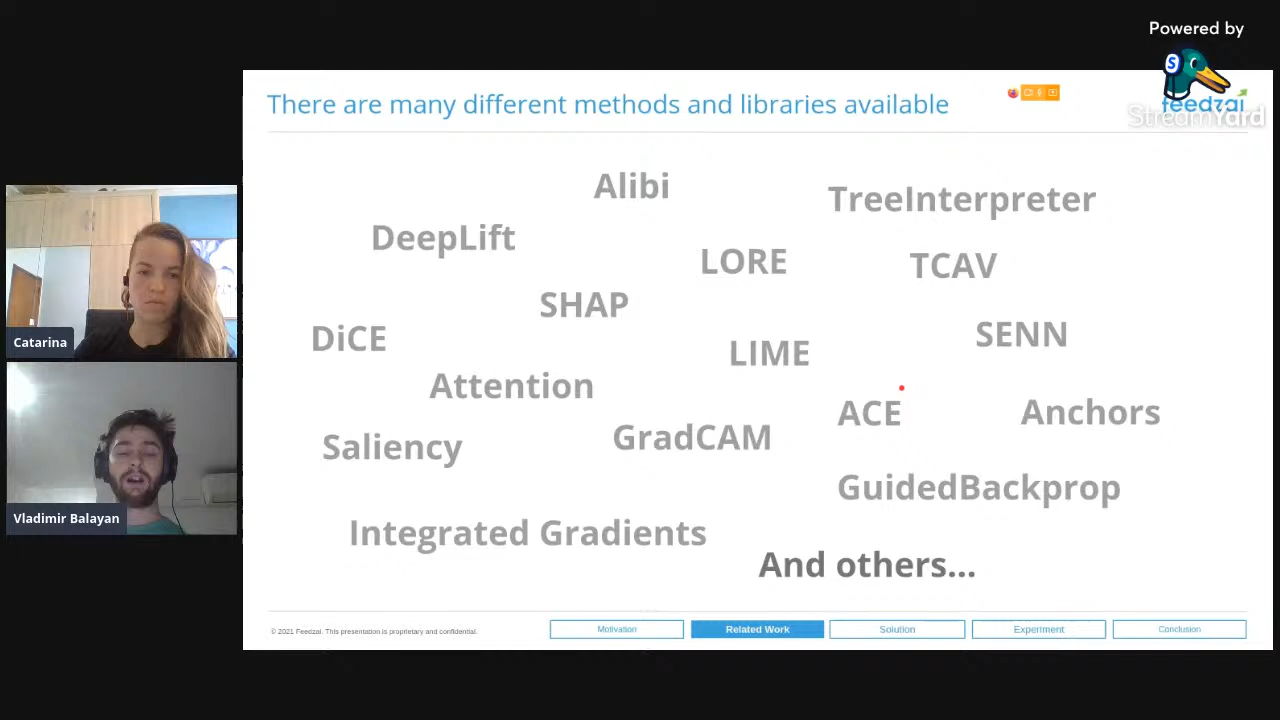 Powered by
S
feedzai
StreamYard
There are many different methods and libraries available
Alibi
TreeInterpreter
DeepLift
LORE
TCAV
SHAP
DiCE
LIME
SENN
Attention
ACE
Anchors
Saliency
GradCAM
GuidedBackprop
Integrated Gradients
And others...
Catarina
Vladimir Balayan
© 2021 Feedzai. This presentation is proprietary and confidential.
Motivation
Related Work
Solution
Experiment
Conclusion